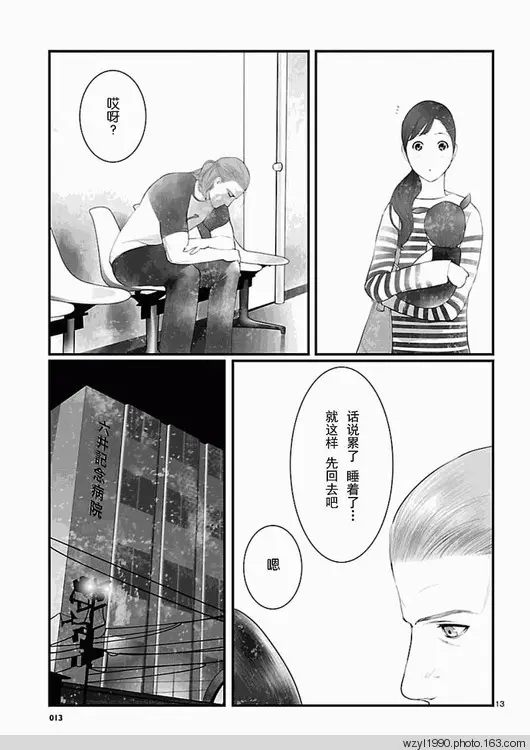 哎呀？
六井記念病院
话说累了 睡着了…
就这样 先回去吧
嗯
13
013
wzyl1990.photo.163.com